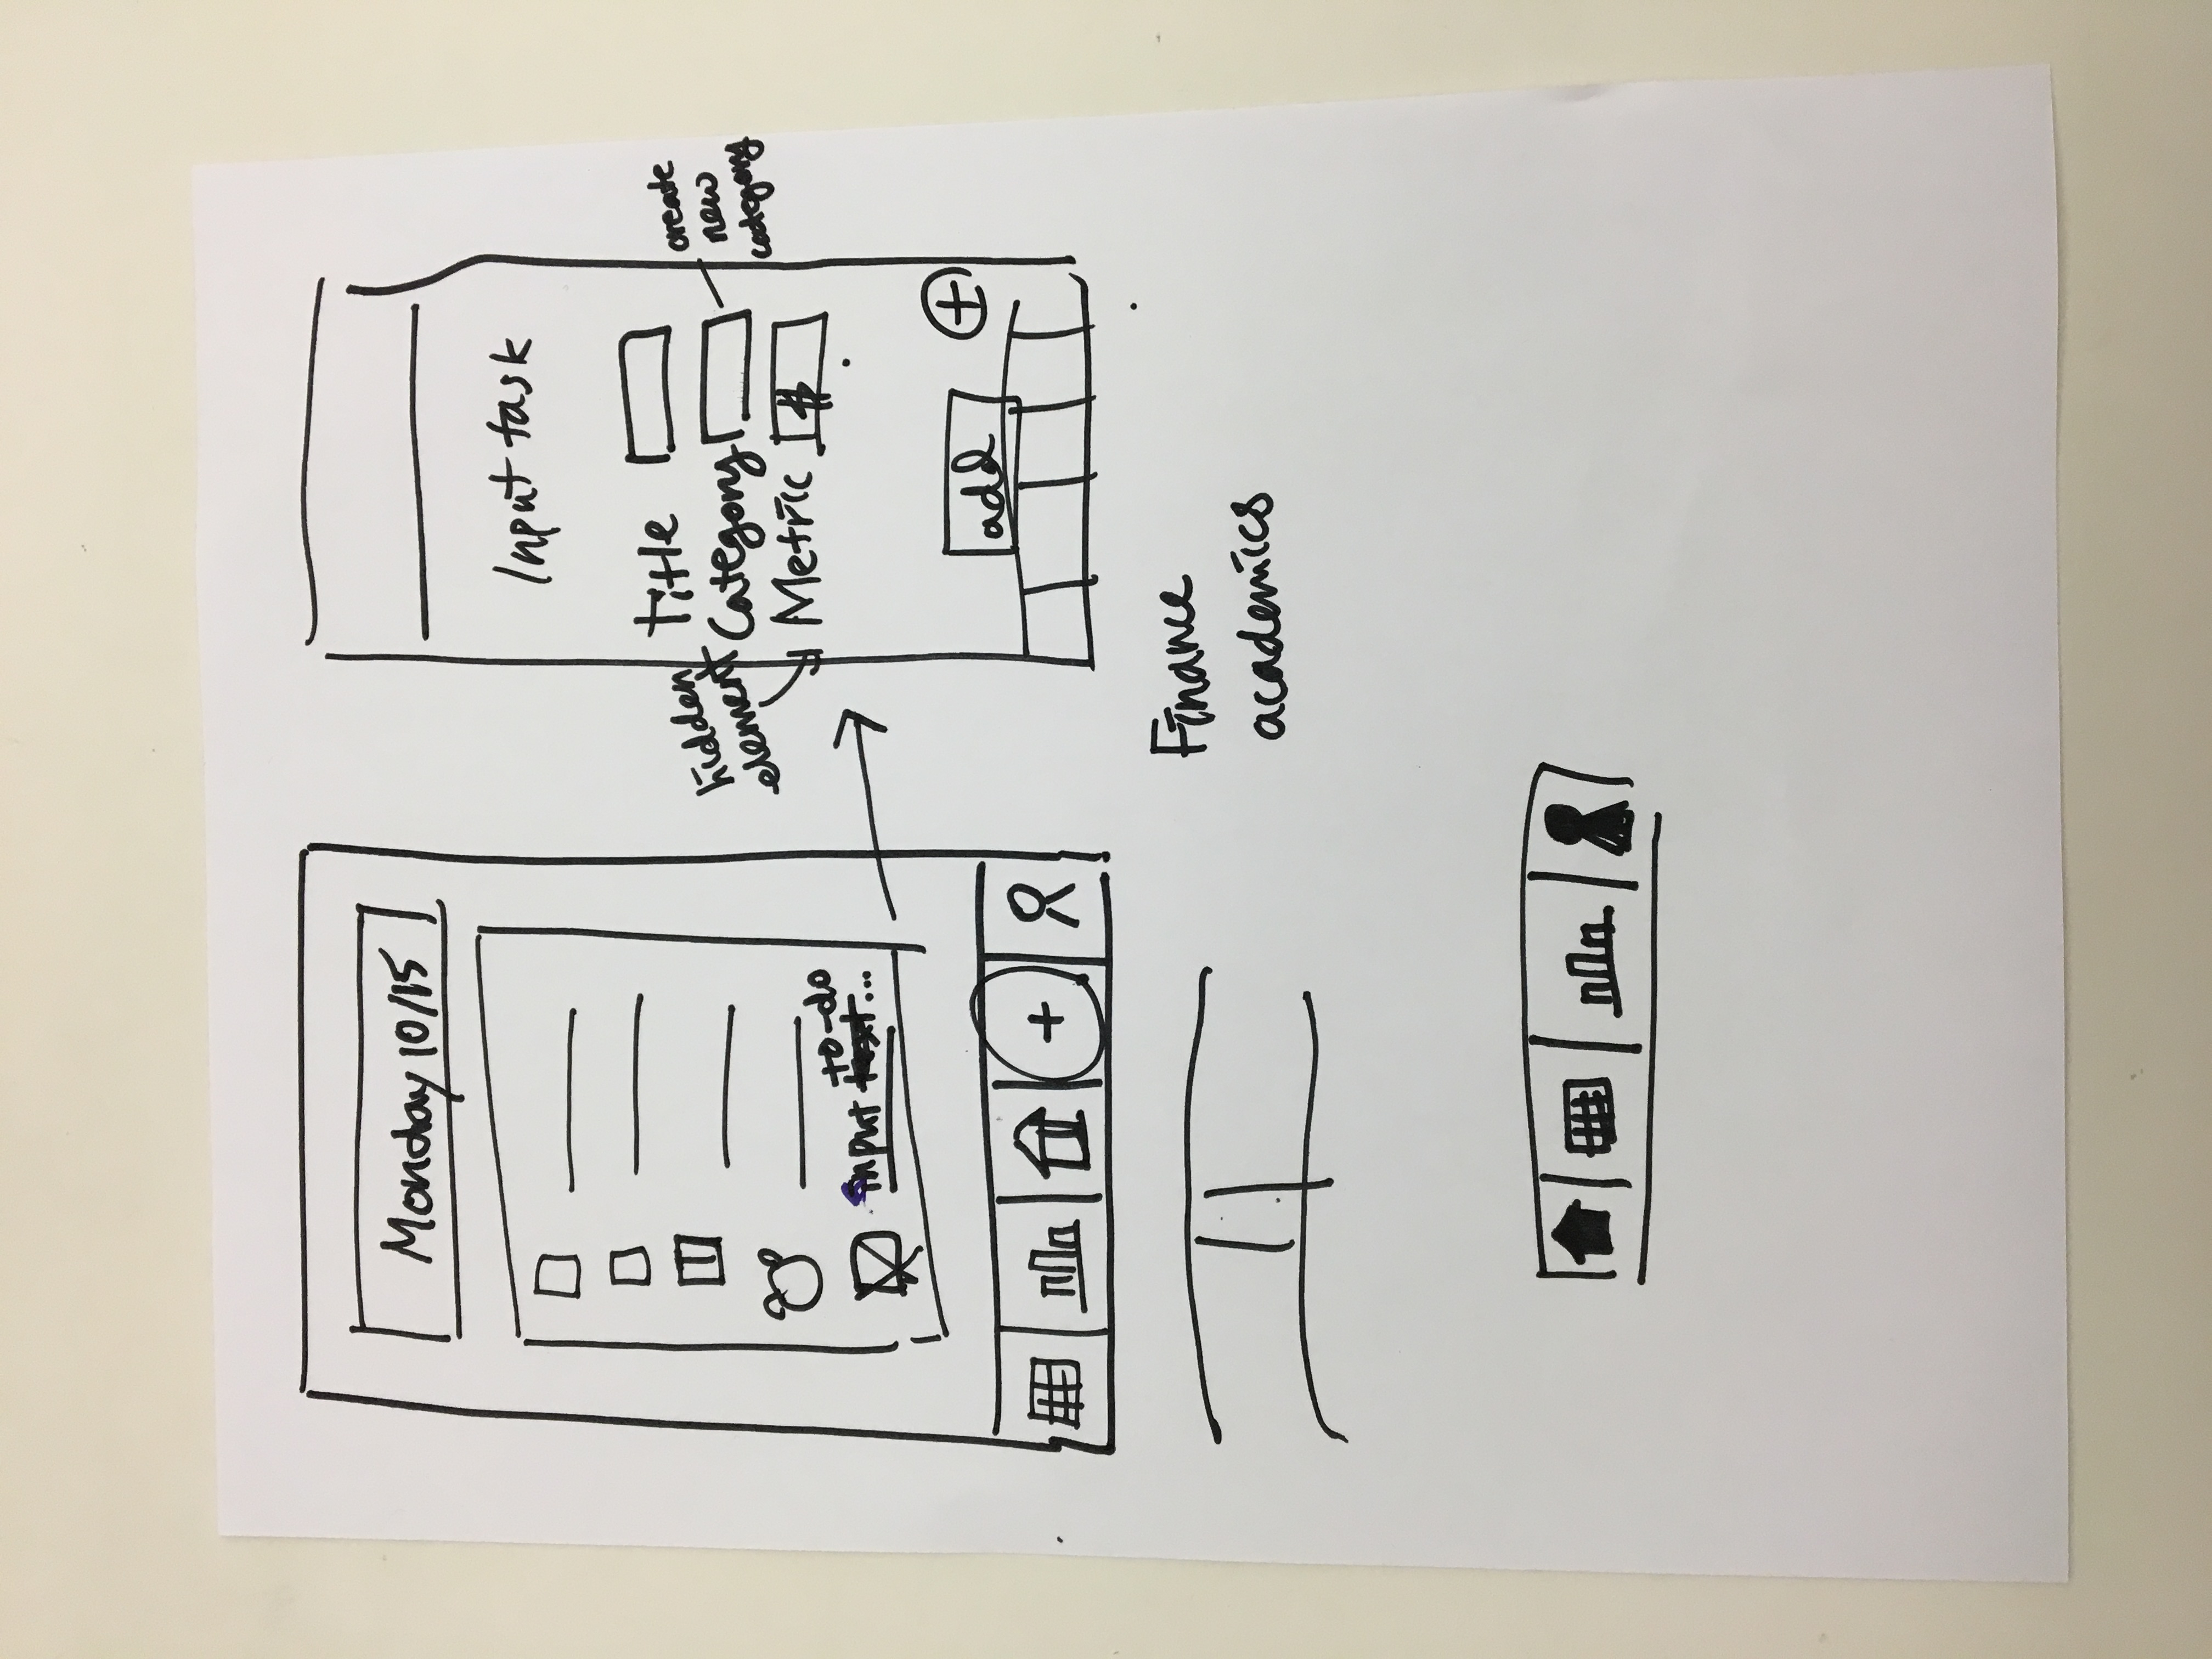 Monday 10/15
to-do
input text...
Input task
Title
Category
Metric $
hidden
element
create
new
category
add
+
+
Finance
academics